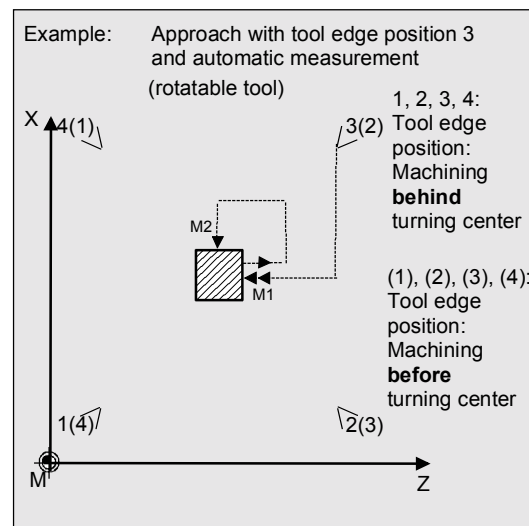 Example: Approach with tool edge position 3
and automatic measurement
(rotatable tool)
X
4(1)
3(2)
1, 2, 3, 4:
Tool edge
position:
Machining
behind
turning center
M2
M1
(1), (2), (3), (4):
Tool edge
position:
Machining
before
turning center
1(4)
2(3)
M
Z